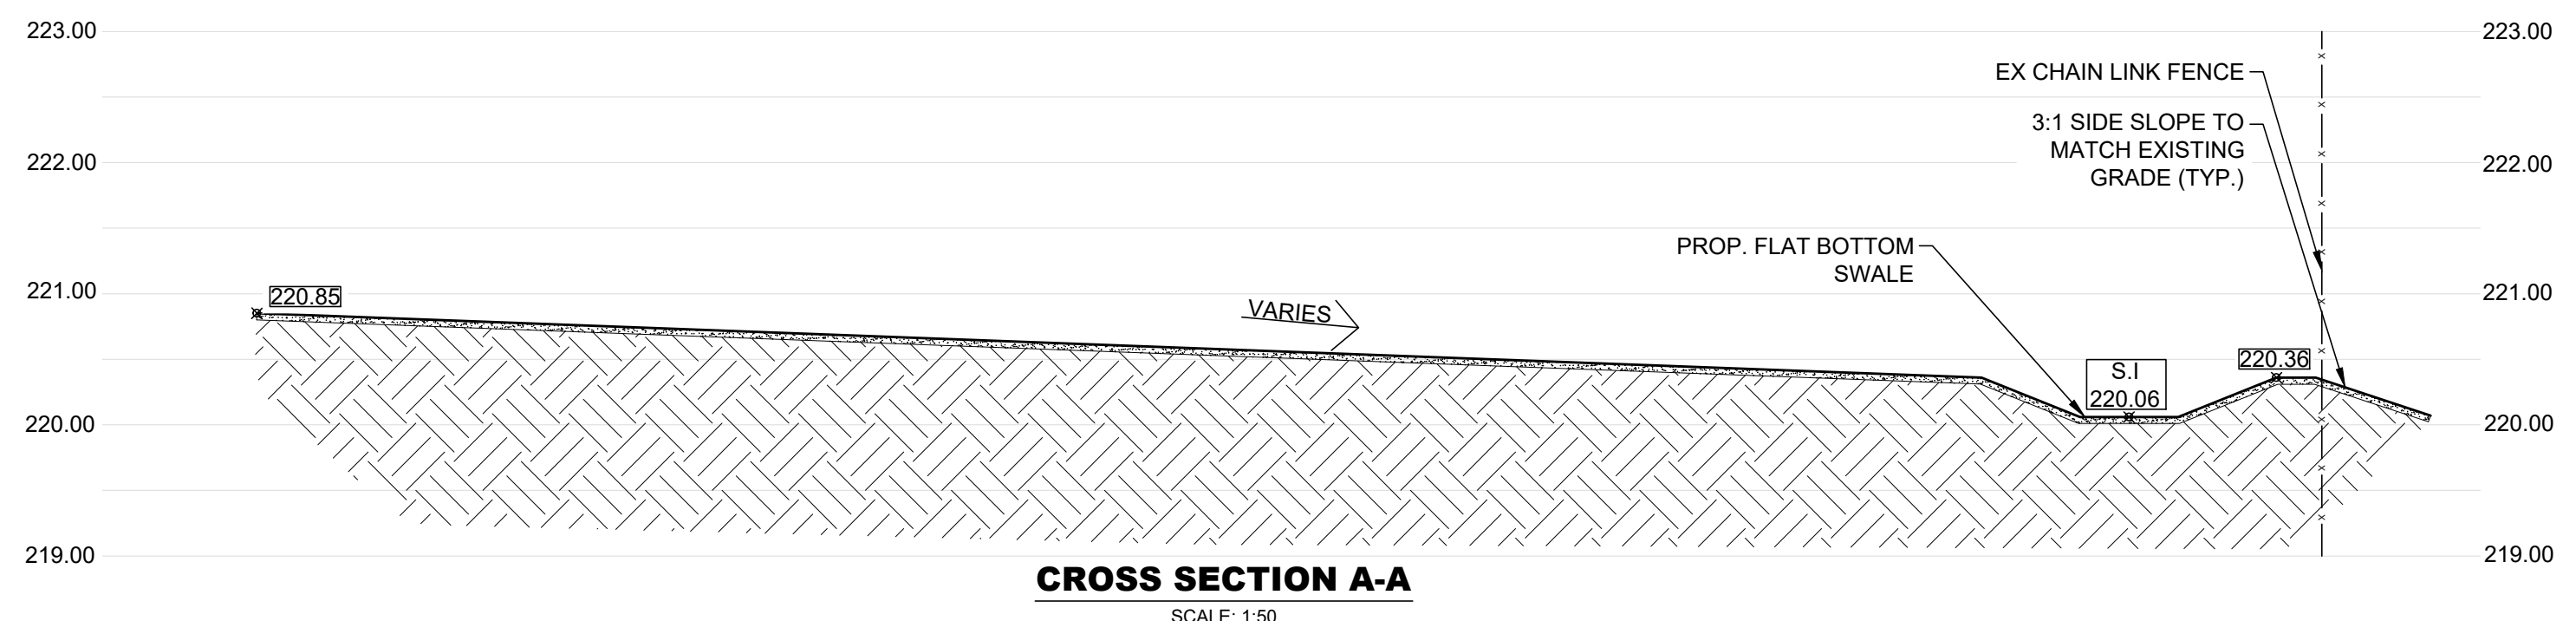 223.00
223.00
EX CHAIN LINK FENCE
3:1 SIDE SLOPE TO
MATCH EXISTING
GRADE (TYP.)
222.00
222.00
PROP. FLAT BOTTOM
SWALE
221.00
221.00
220.85
VARIES
220.36
S.I
220.06
220.00
220.00
219.00
219.00
CROSS SECTION A-A
SCALE: 1:50